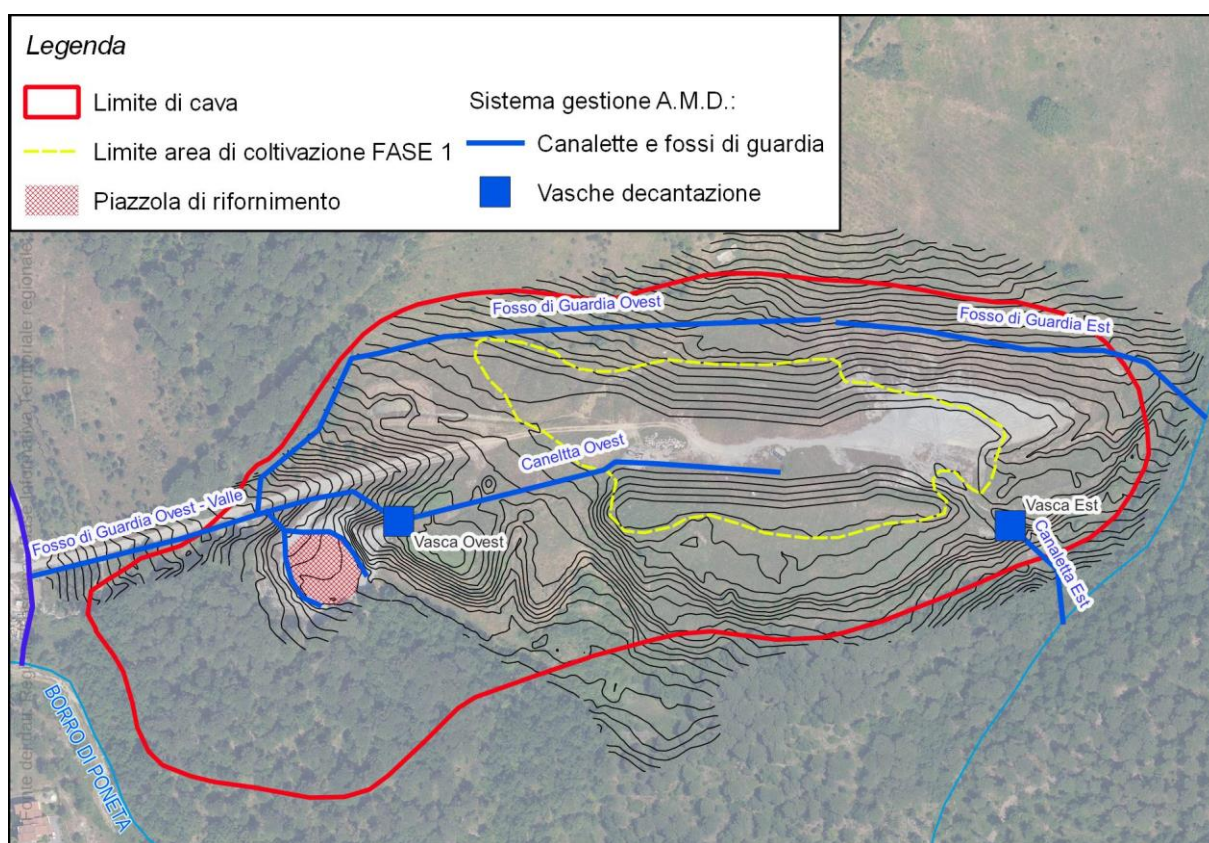 Legenda
Limite di cava
Limite area di coltivazione FASE 1
Piazzola di rifornimento
Sistema gestione A.M.D.:
Canalette e fossi di guardia
Vasche decantazione
Fosso di Guardia Ovest
Fosso di Guardia Est
Caneltta Ovest
Fosso di Guardia Ovest - Valle
Vasca Ovest
Vasca Est
Canaletta Est
BORRO DI PONETA